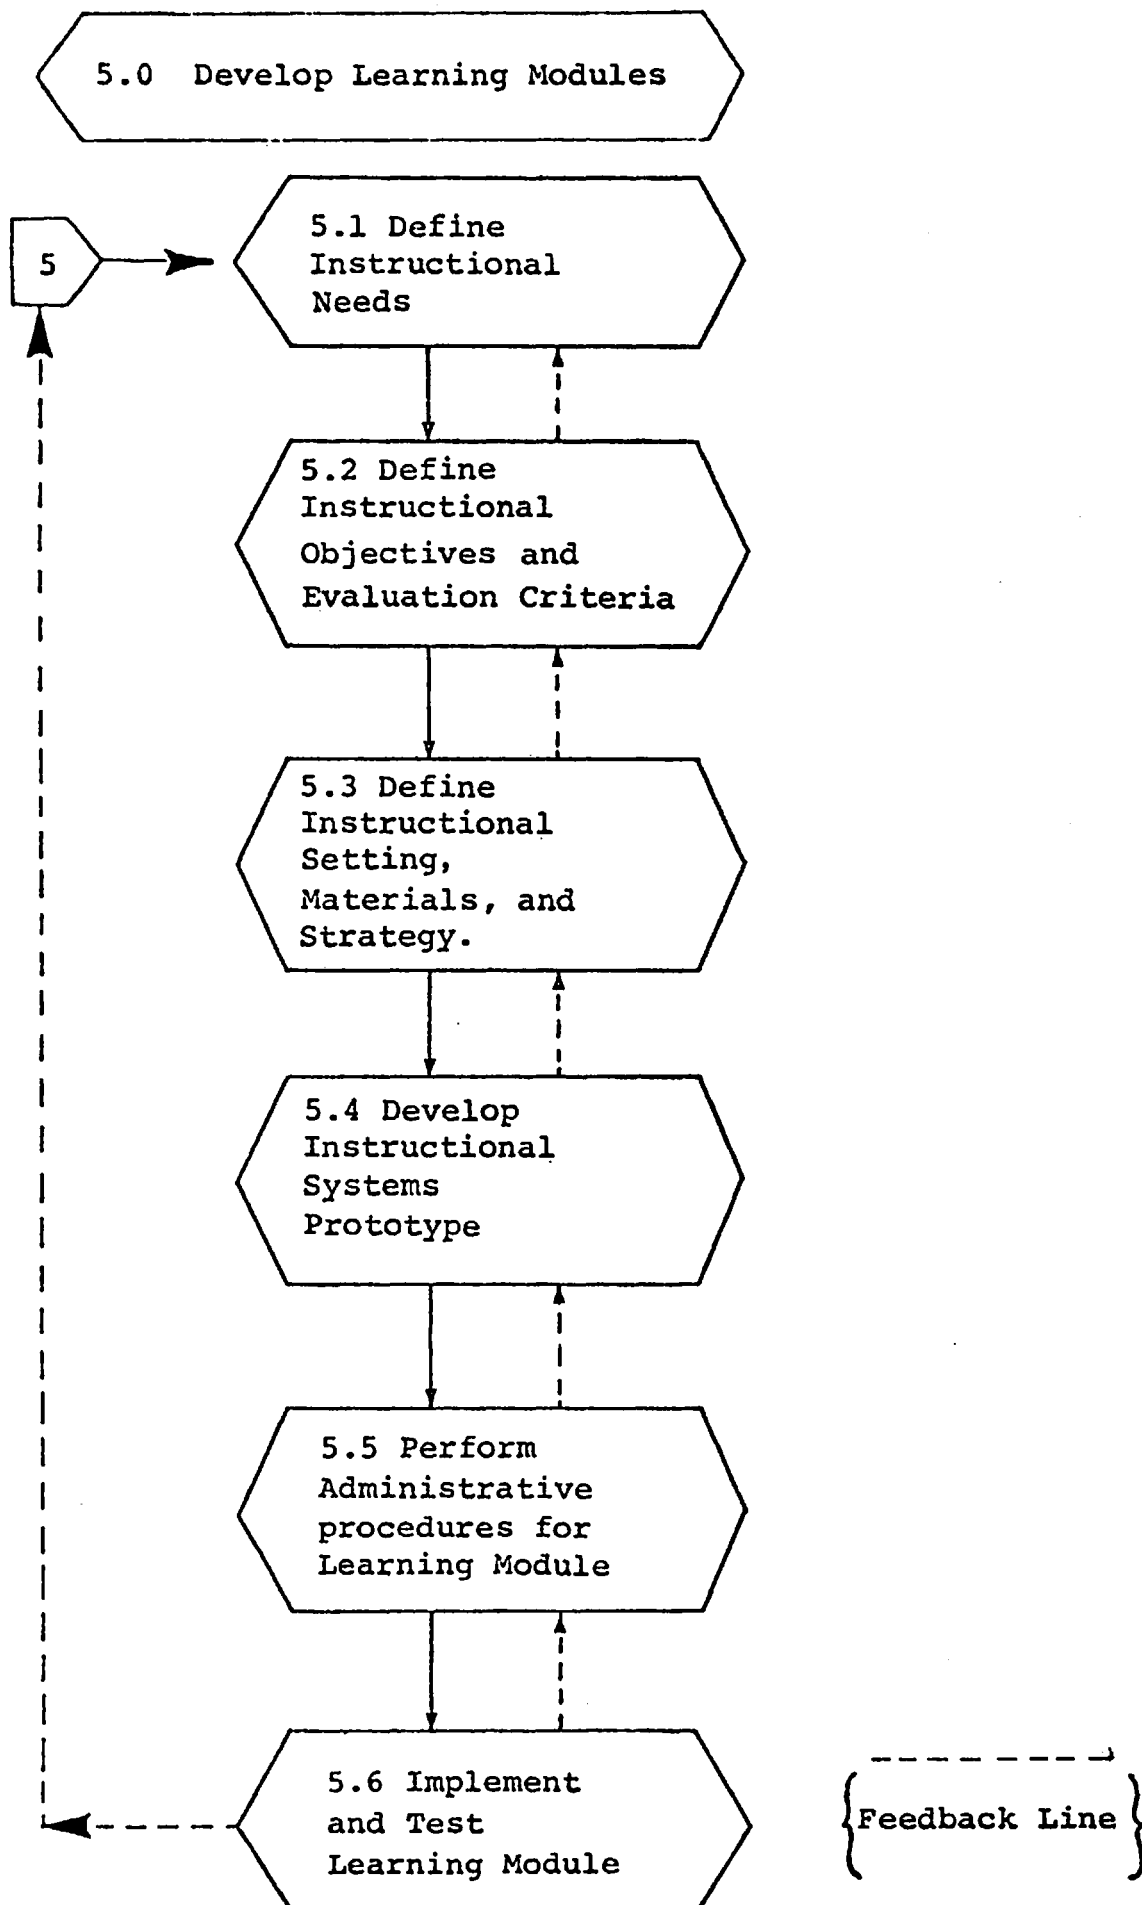 5.0 Develop Learning Modules
5
5.1 Define
Instructional
Needs
5.2 Define
Instructional
Objectives and
Evaluation Criteria
5.3 Define
Instructional
Setting,
Materials, and
Strategy.
5.4 Develop
Instructional
Systems
Prototype
5.5 Perform
Administrative
procedures for
Learning Module
5.6 Implement
and Test
Learning Module
Feedback Line